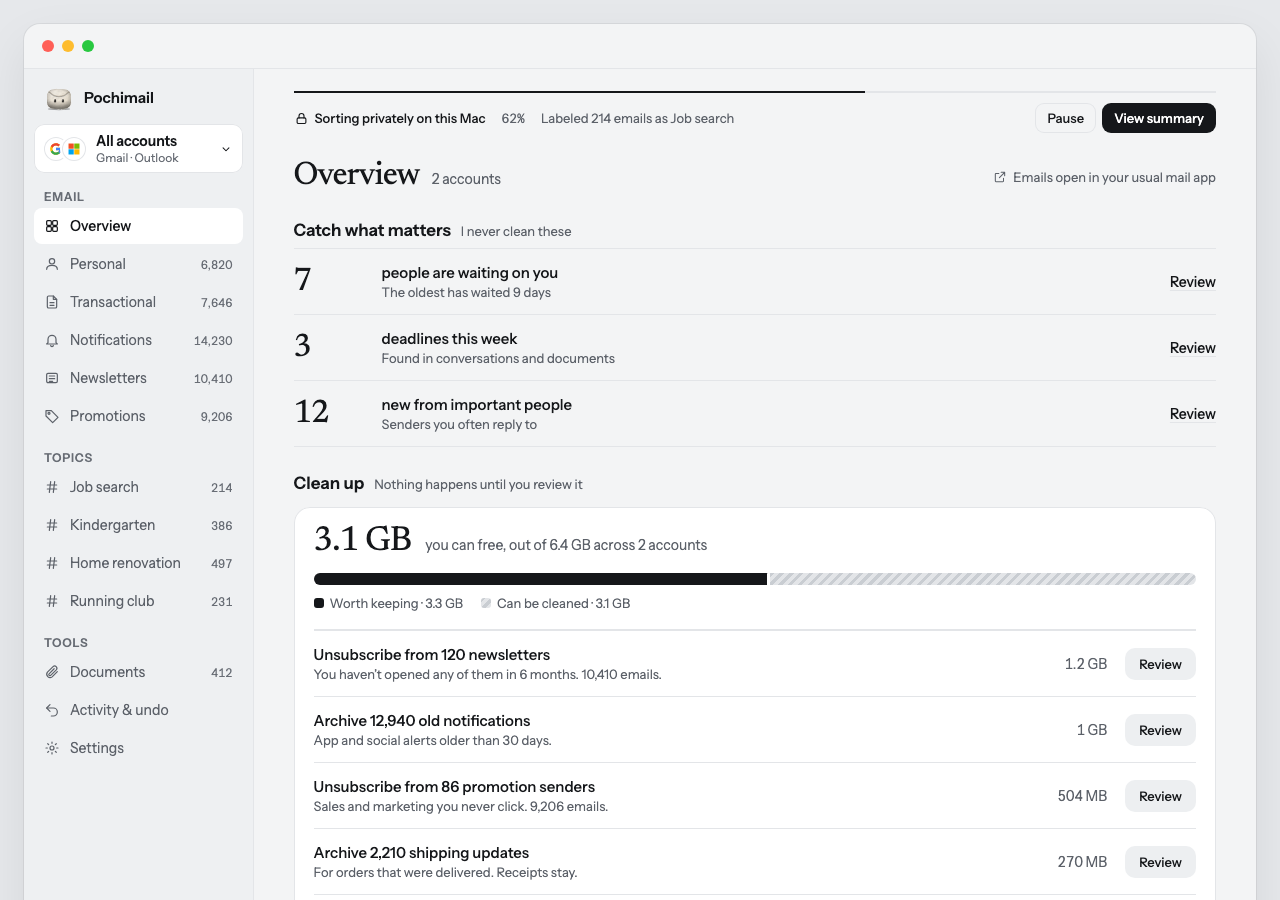 Pochimail
All accounts
Gmail · Outlook
EMAIL
Overview
Personal 6,820
Transactional 7,646
Notifications 14,230
Newsletters 10,410
Promotions 9,206
TOPICS
# Job search 214
# Kindergarten 386
# Home renovation 497
# Running club 231
TOOLS
Documents 412
Activity & undo
Settings
Sorting privately on this Mac 62% Labeled 214 emails as Job search Pause View summary
Overview 2 accounts Emails open in your usual mail app
Catch what matters I never clean these
7 people are waiting on you
The oldest has waited 9 days
Review
3 deadlines this week
Found in conversations and documents
Review
12 new from important people
Senders you often reply to
Review
Clean up Nothing happens until you review it
3.1 GB you can free, out of 6.4 GB across 2 accounts
Worth keeping · 3.3 GB Can be cleaned · 3.1 GB
Unsubscribe from 120 newsletters
You haven't opened any of them in 6 months. 10,410 emails.
1.2 GB Review
Archive 12,940 old notifications
App and social alerts older than 30 days.
1 GB Review
Unsubscribe from 86 promotion senders
Sales and marketing you never click. 9,206 emails.
504 MB Review
Archive 2,210 shipping updates
For orders that were delivered. Receipts stay.
270 MB Review